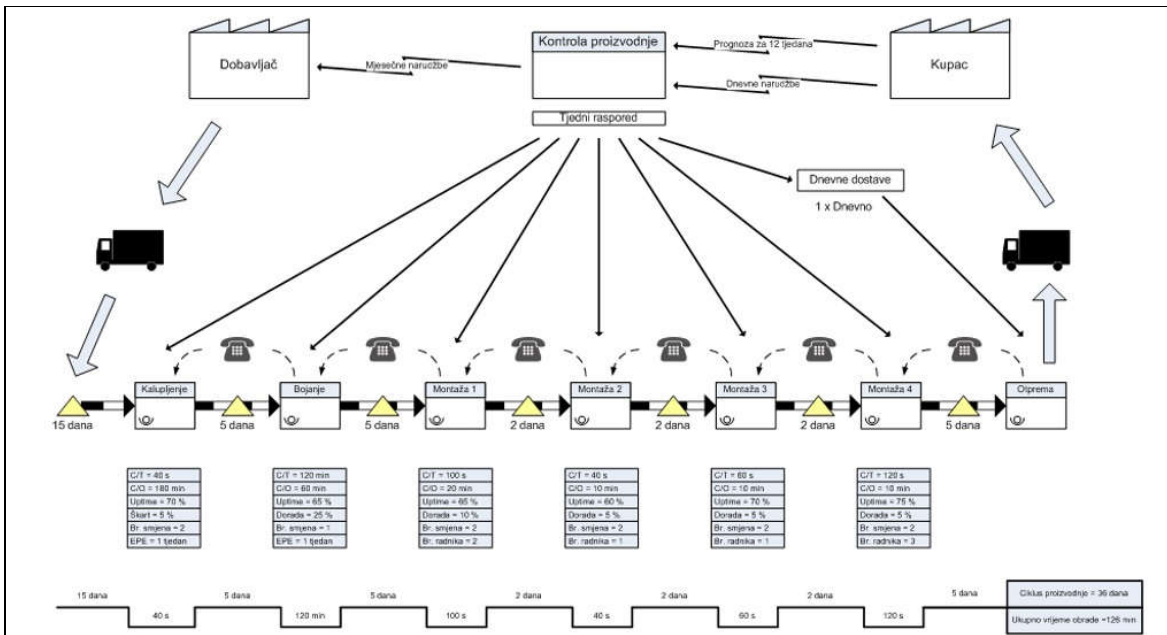 Dobavljač
Mjesečne narudžbe
Kontrola proizvodnje
Prognoza za 12 tjedana
Dnevne narudžbe
Kupac
Tjedni raspored
Dnevne dostave
1 x Dnevno
Kalupljenje
Bojanje
Montaža 1
Montaža 2
Montaža 3
Montaža 4
Otprema
15 dana
5 dana
5 dana
2 dana
2 dana
2 dana
5 dana
C/T = 40 s
C/O = 180 min
Uptime = 70 %
Škart = 5 %
Br. smjena = 2
EPE = 1 tjedan
C/T = 120 min
C/O = 60 min
Uptime = 65 %
Dorada = 25 %
Br. smjena = 1
EPE = 1 tjedan
C/T = 100 s
C/O = 20 min
Uptime = 65 %
Dorada = 10 %
Br. smjena = 2
Br. radnika = 2
C/T = 40 s
C/O = 10 min
Uptime = 60 %
Dorada = 5 %
Br. smjena = 2
Br. radnika = 1
C/T = 60 s
C/O = 10 min
Uptime = 70 %
Dorada = 5 %
Br. smjena = 2
Br. radnika = 1
C/T = 120 s
C/O = 10 min
Uptime = 75 %
Dorada = 5 %
Br. smjena = 2
Br. radnika = 3
15 dana
40 s
5 dana
120 min
5 dana
100 s
2 dana
40 s
2 dana
60 s
2 dana
120 s
5 dana
Ciklus proizvodnje = 36 dana
Ukupno vrijeme obrade =126 min